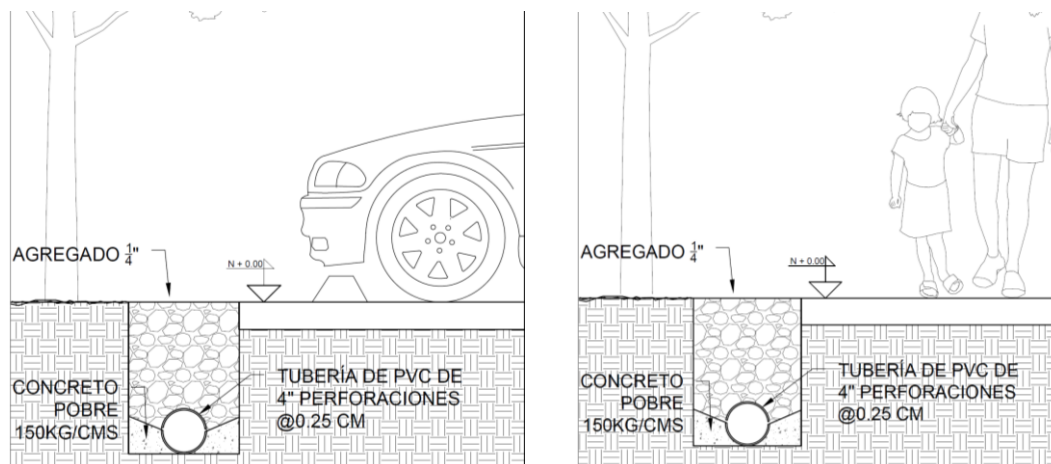 AGREGADO 1/4"
N + 0.00
CONCRETO
POBRE
150KG/CMS
TUBERÍA DE PVC DE
4" PERFORACIONES
@0.25 CM
AGREGADO 1/4"
N + 0.00
CONCRETO
POBRE
150KG/CMS
TUBERÍA DE PVC DE
4" PERFORACIONES
@0.25 CM